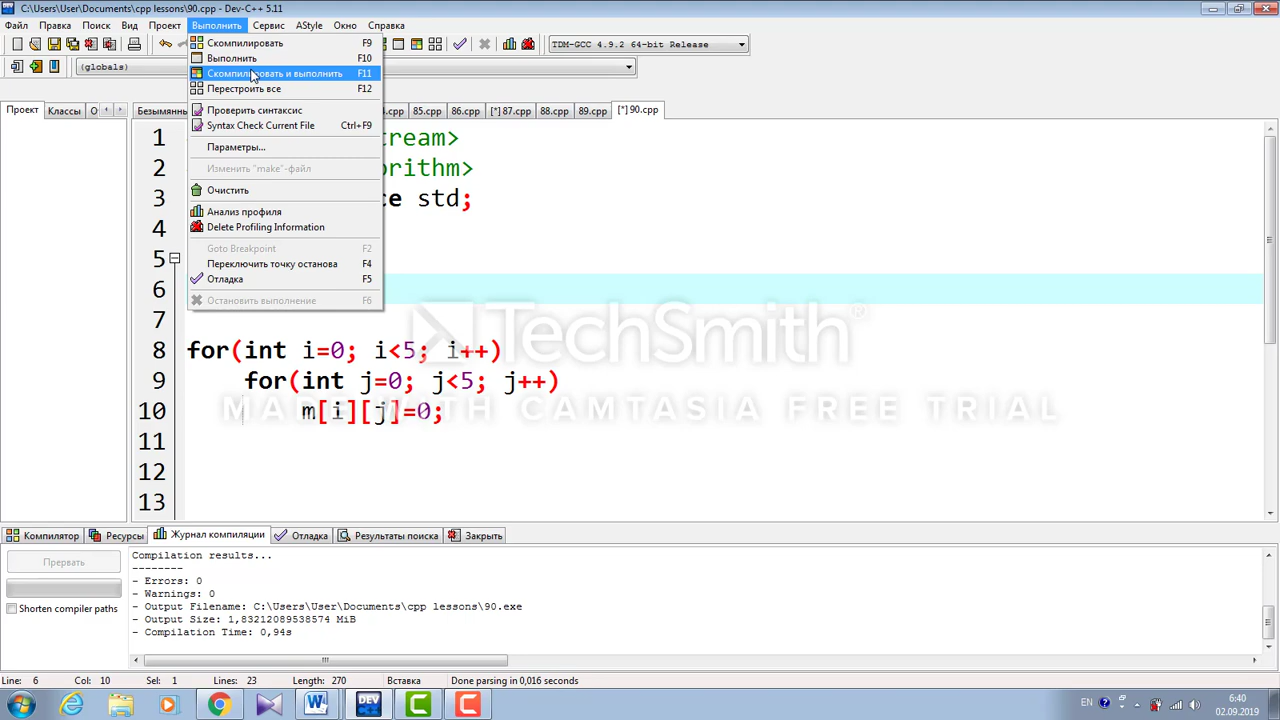 C:\Users\User\Documents\cpp lessons\90.cpp - Dev-C++ 5.11
Файл Правка Поиск Вид Проект Выполнить Сервис AStyle Окно Справка
TDM-GCC 4.9.2 64-bit Release
(globals)
Скомпилировать F9
Выполнить F10
Скомпилировать и выполнить F11
Перестроить все F12
Проверить синтаксис
Syntax Check Current File Ctrl+F9
Параметры...
Изменить "make"-файл
Очистить
Анализ профиля
Delete Profiling Information
Goto Breakpoint F2
Переключить точку останова F4
Отладка F5
Остановить выполнение F6
Проект Классы О
Безымянн 4.cpp 85.cpp 86.cpp [*] 87.cpp 88.cpp 89.cpp [*] 90.cpp
1 tream>
2 orithm>
3 ce std;
4
5
6
7
8 for(int i=0; i<5; i++)
9 for(int j=0; j<5; j++)
10 m[i][j]=0;
11
12
13
TechSmith®
MADE WITH CAMTASIA FREE TRIAL
Компилятор Ресурсы Журнал компиляции Отладка Результаты поиска Закрыть
Прервать
Shorten compiler paths
Compilation results...
--------
- Errors: 0
- Warnings: 0
- Output Filename: C:\Users\User\Documents\cpp lessons\90.exe
- Output Size: 1,83212089538574 MiB
- Compilation Time: 0,94s
Line: 6 Col: 10 Sel: 1 Lines: 23 Length: 270 Вставка Done parsing in 0,016 seconds
DEV
EN
6:40
02.09.2019